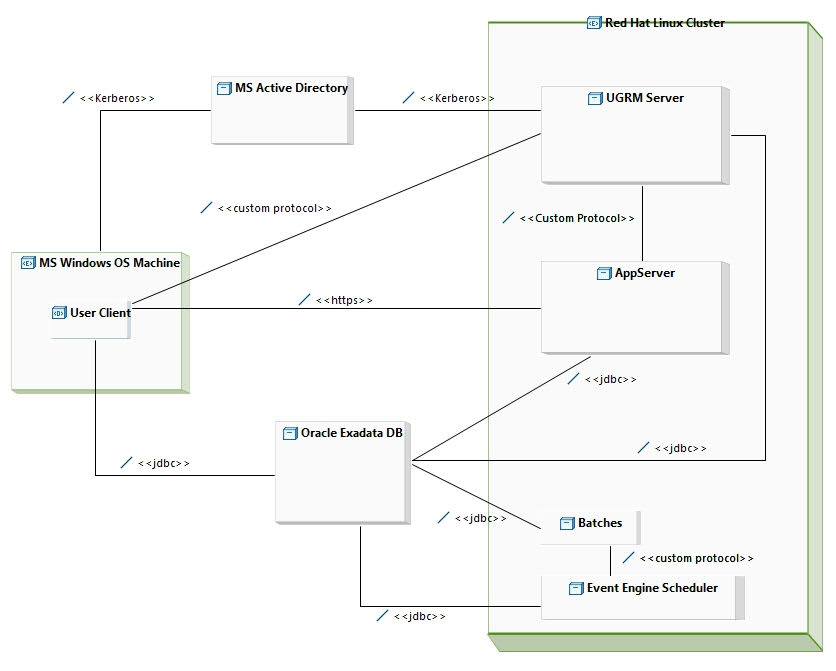 Red Hat Linux Cluster
MS Active Directory
<<Kerberos>>
<<Kerberos>>
UGRM Server
<<custom protocol>>
<<Custom Protocol>>
MS Windows OS Machine
AppServer
<<https>>
User Client
<<jdbc>>
Oracle Exadata DB
<<jdbc>>
<<jdbc>>
<<jdbc>>
Batches
<<custom protocol>>
Event Engine Scheduler
<<jdbc>>